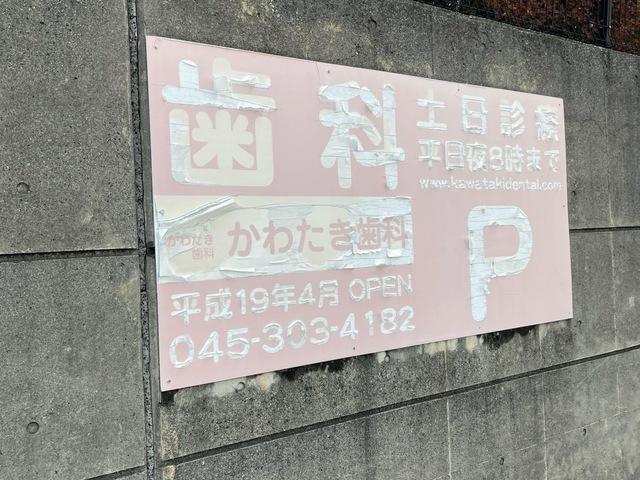 歯科
土日診療
平日夜8時まで
www.kawatakidental.com
かわたき
歯科
かわたき歯科
P
平成19年4月 OPEN
045-303-4182